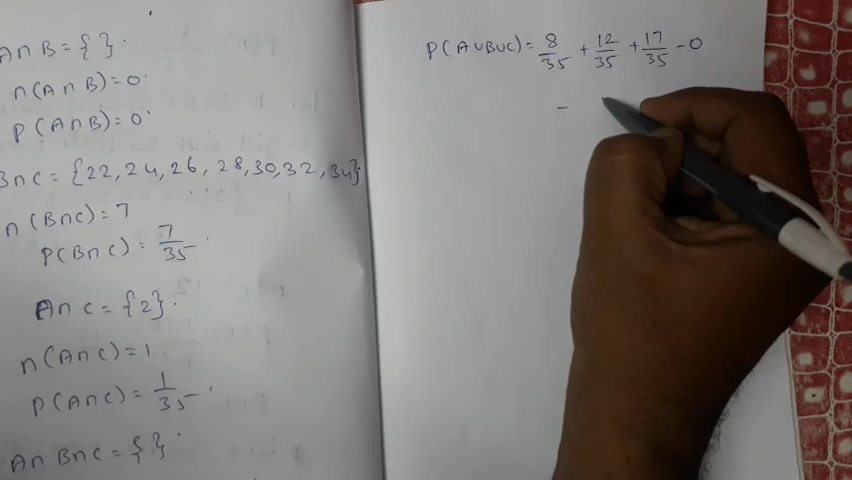 A∩B = { }.
n(A∩B) = 0.
P(A∩B) = 0.
B∩C = {22,24,26,28,30,32,34}
n(B∩C) = 7
P(B∩C) = 7/35.
A∩C = {2}.
n(A∩C) = 1
P(A∩C) = 1/35.
A∩B∩C = { }.
P(A∪B∪C) = 8/35 + 12/35 + 17/35 - 0
-